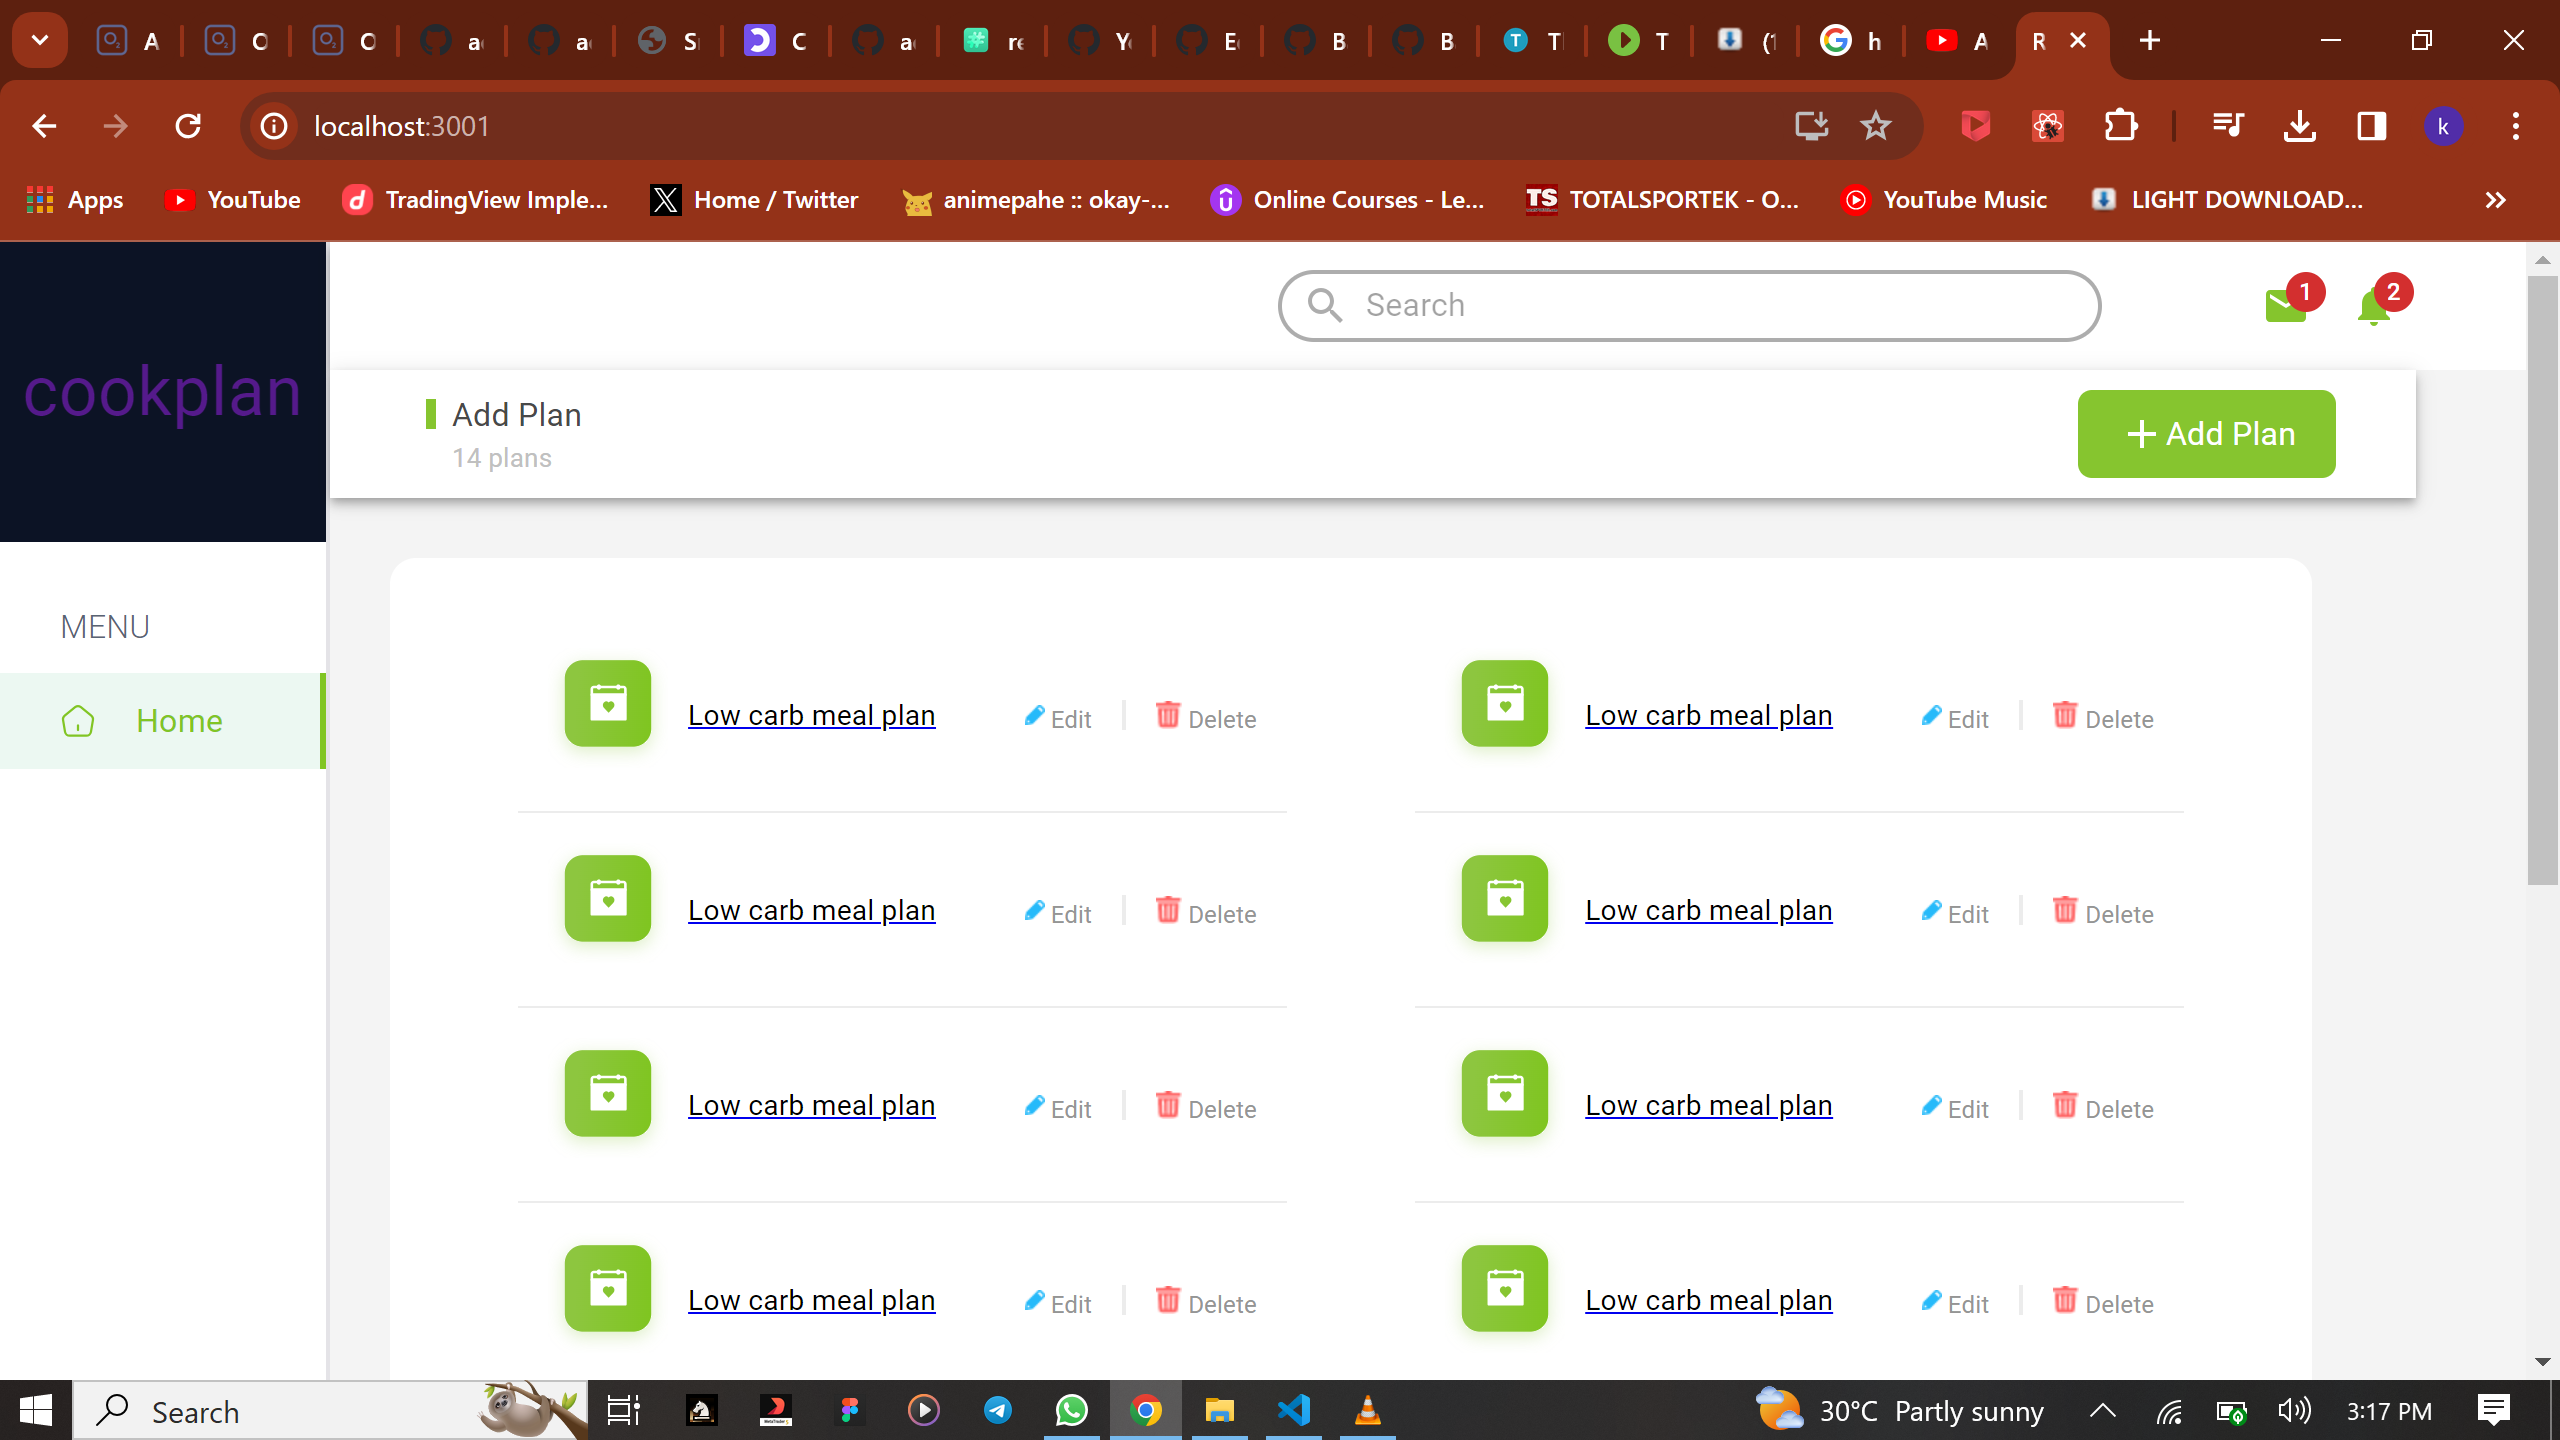 A
localhost:3001
Apps
YouTube
TradingView Imple...
Home / Twitter
animepahe :: okay-...
Online Courses - Le...
TOTALSPORTEK - O...
YouTube Music
LIGHT DOWNLOAD...
cookplan
Search
1
2
Add Plan
14 plans
Add Plan
MENU
Home
Low carb meal plan Edit Delete
Low carb meal plan Edit Delete
Low carb meal plan Edit Delete
Low carb meal plan Edit Delete
Low carb meal plan Edit Delete
Low carb meal plan Edit Delete
Low carb meal plan Edit Delete
Low carb meal plan Edit Delete
Search
30°C Partly sunny
3:17 PM